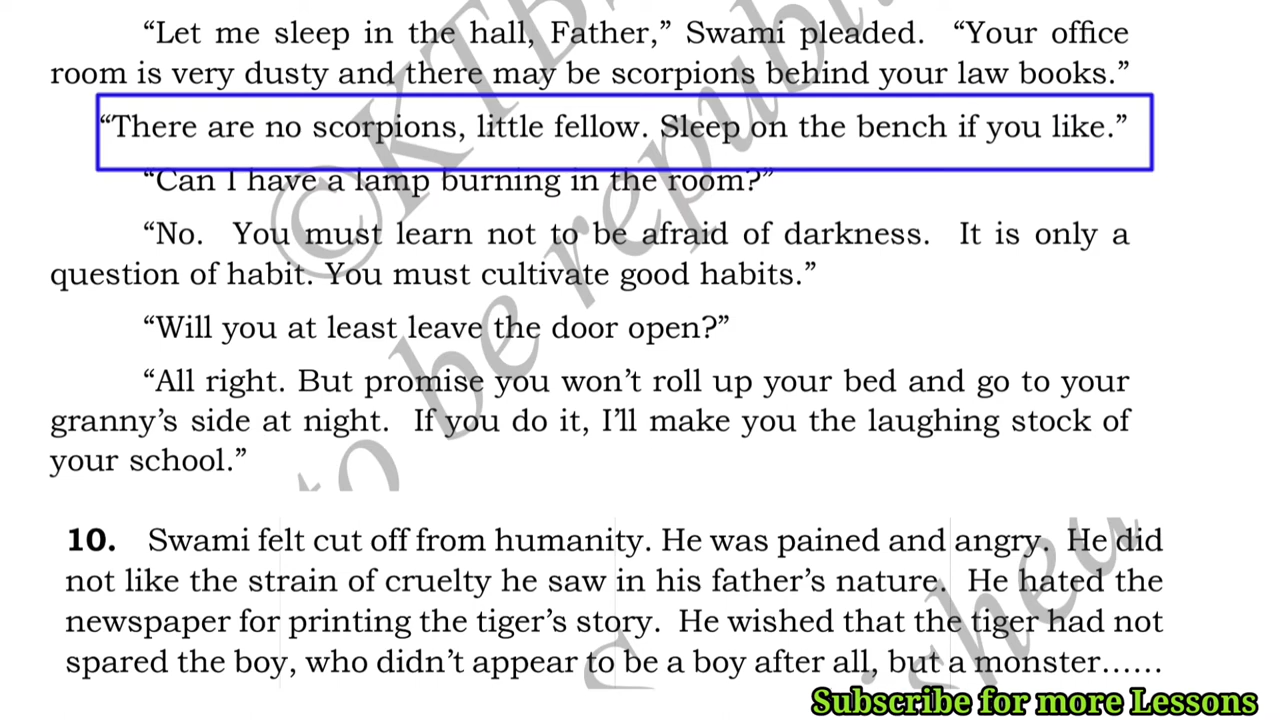 “Let me sleep in the hall, Father,” Swami pleaded. “Your office
room is very dusty and there may be scorpions behind your law books.”
“There are no scorpions, little fellow. Sleep on the bench if you like.”
“Can I have a lamp burning in the room?”
“No. You must learn not to be afraid of darkness. It is only a
question of habit. You must cultivate good habits.”
“Will you at least leave the door open?”
“All right. But promise you won’t roll up your bed and go to your
granny’s side at night. If you do it, I’ll make you the laughing stock of
your school.”
10. Swami felt cut off from humanity. He was pained and angry. He did
not like the strain of cruelty he saw in his father’s nature. He hated the
newspaper for printing the tiger’s story. He wished that the tiger had not
spared the boy, who didn’t appear to be a boy after all, but a monster......
Subscribe for more Lessons
©KTB
to be republi